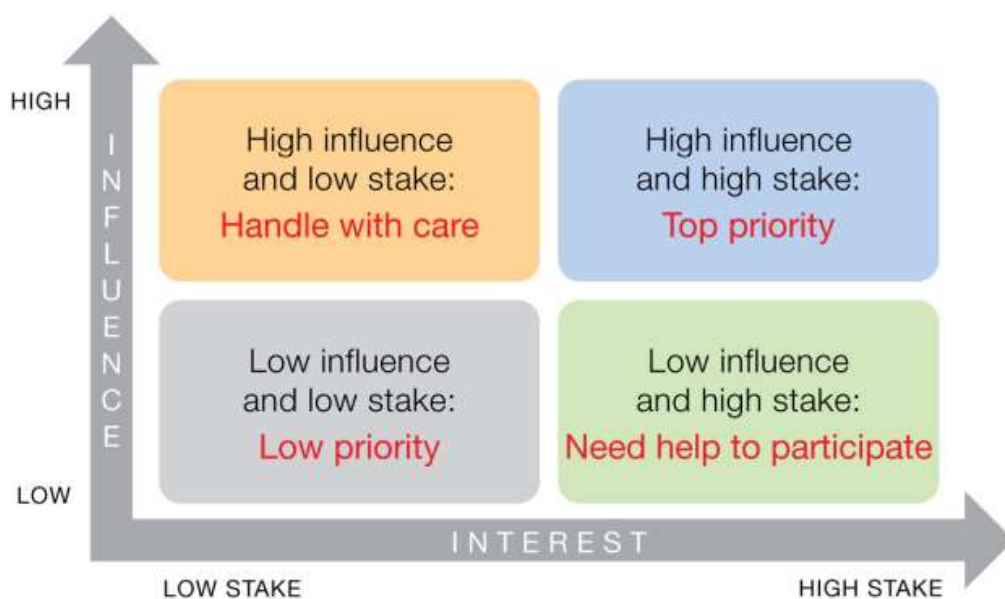 HIGH
INFLUENCE
High influence
and low stake:
Handle with care
High influence
and high stake:
Top priority
Low influence
and low stake:
Low priority
Low influence
and high stake:
Need help to participate
LOW
INTEREST
LOW STAKE
HIGH STAKE